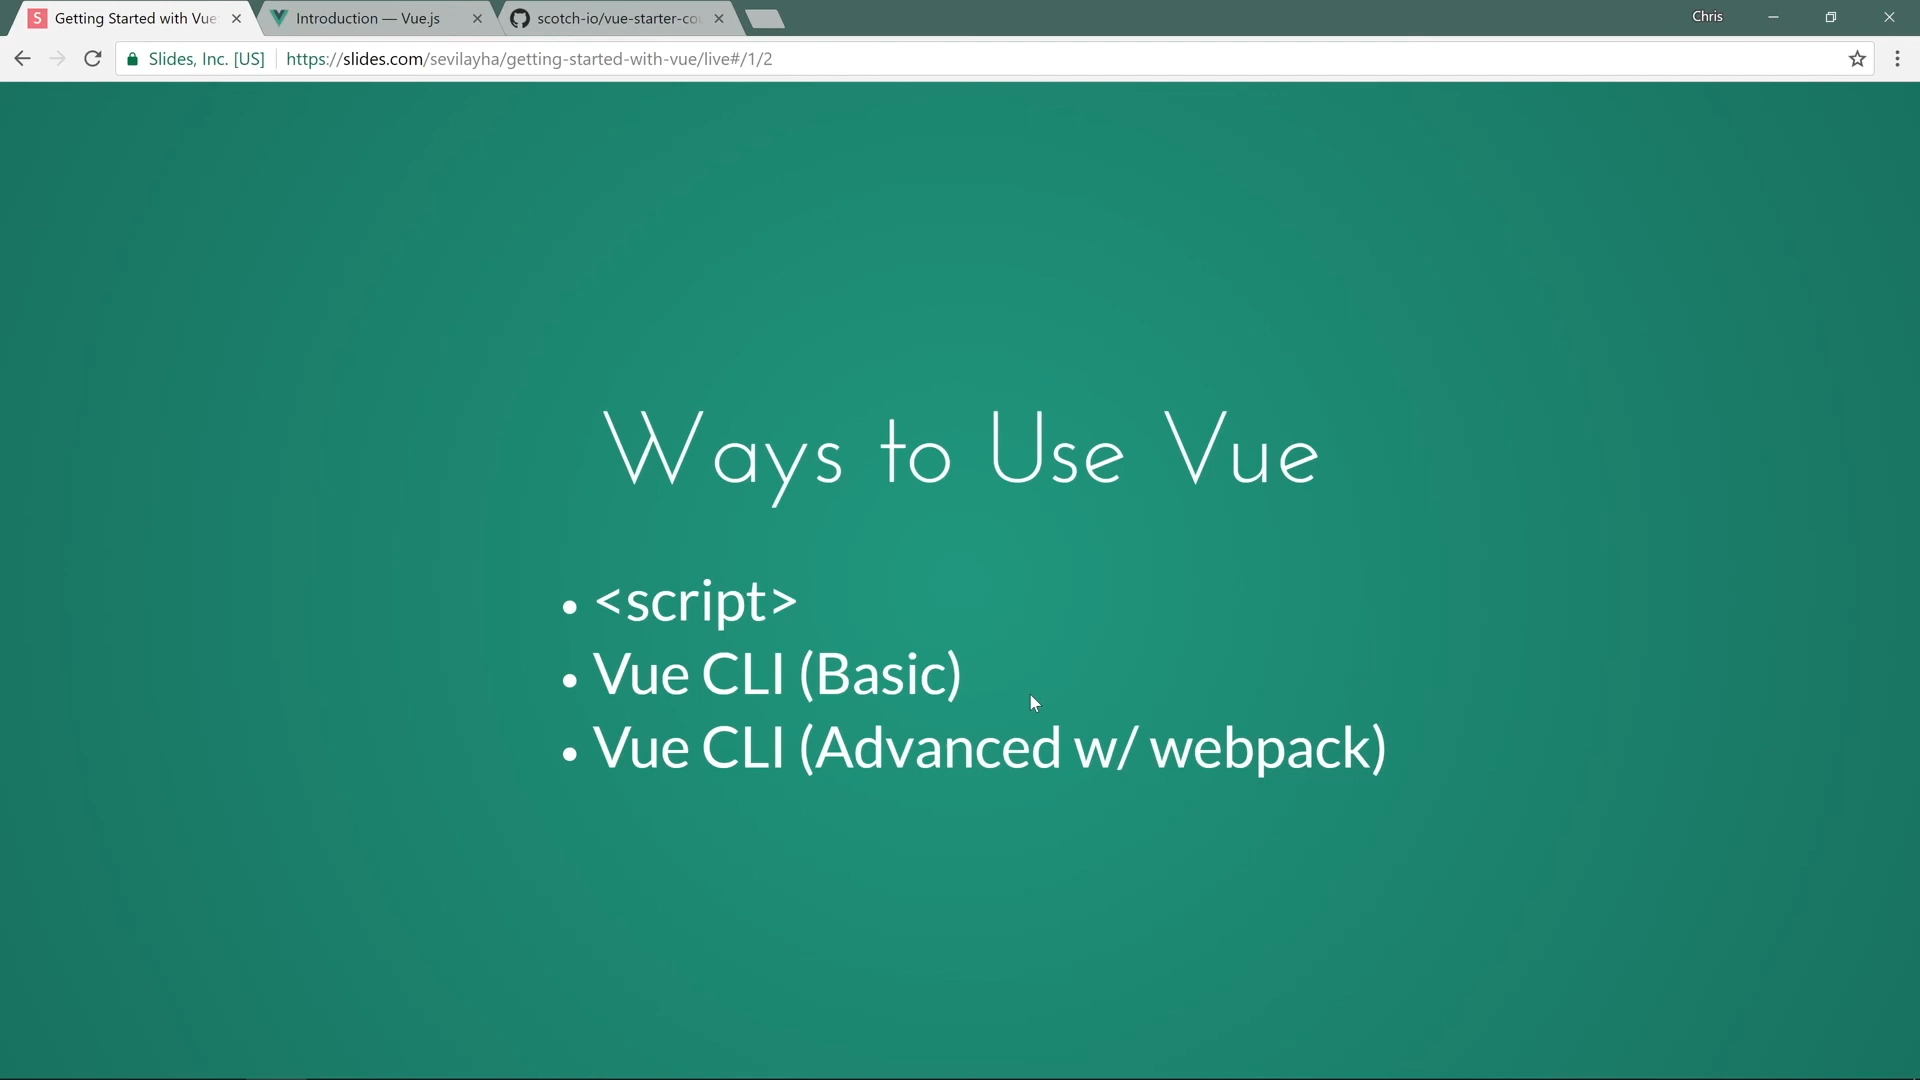 Getting Started with Vue
Introduction — Vue.js
scotch-io/vue-starter-co
Chris
Slides, Inc. [US]
https://slides.com/sevilayha/getting-started-with-vue/live#/1/2
Ways to Use Vue
• <script>
• Vue CLI (Basic)
• Vue CLI (Advanced w/ webpack)